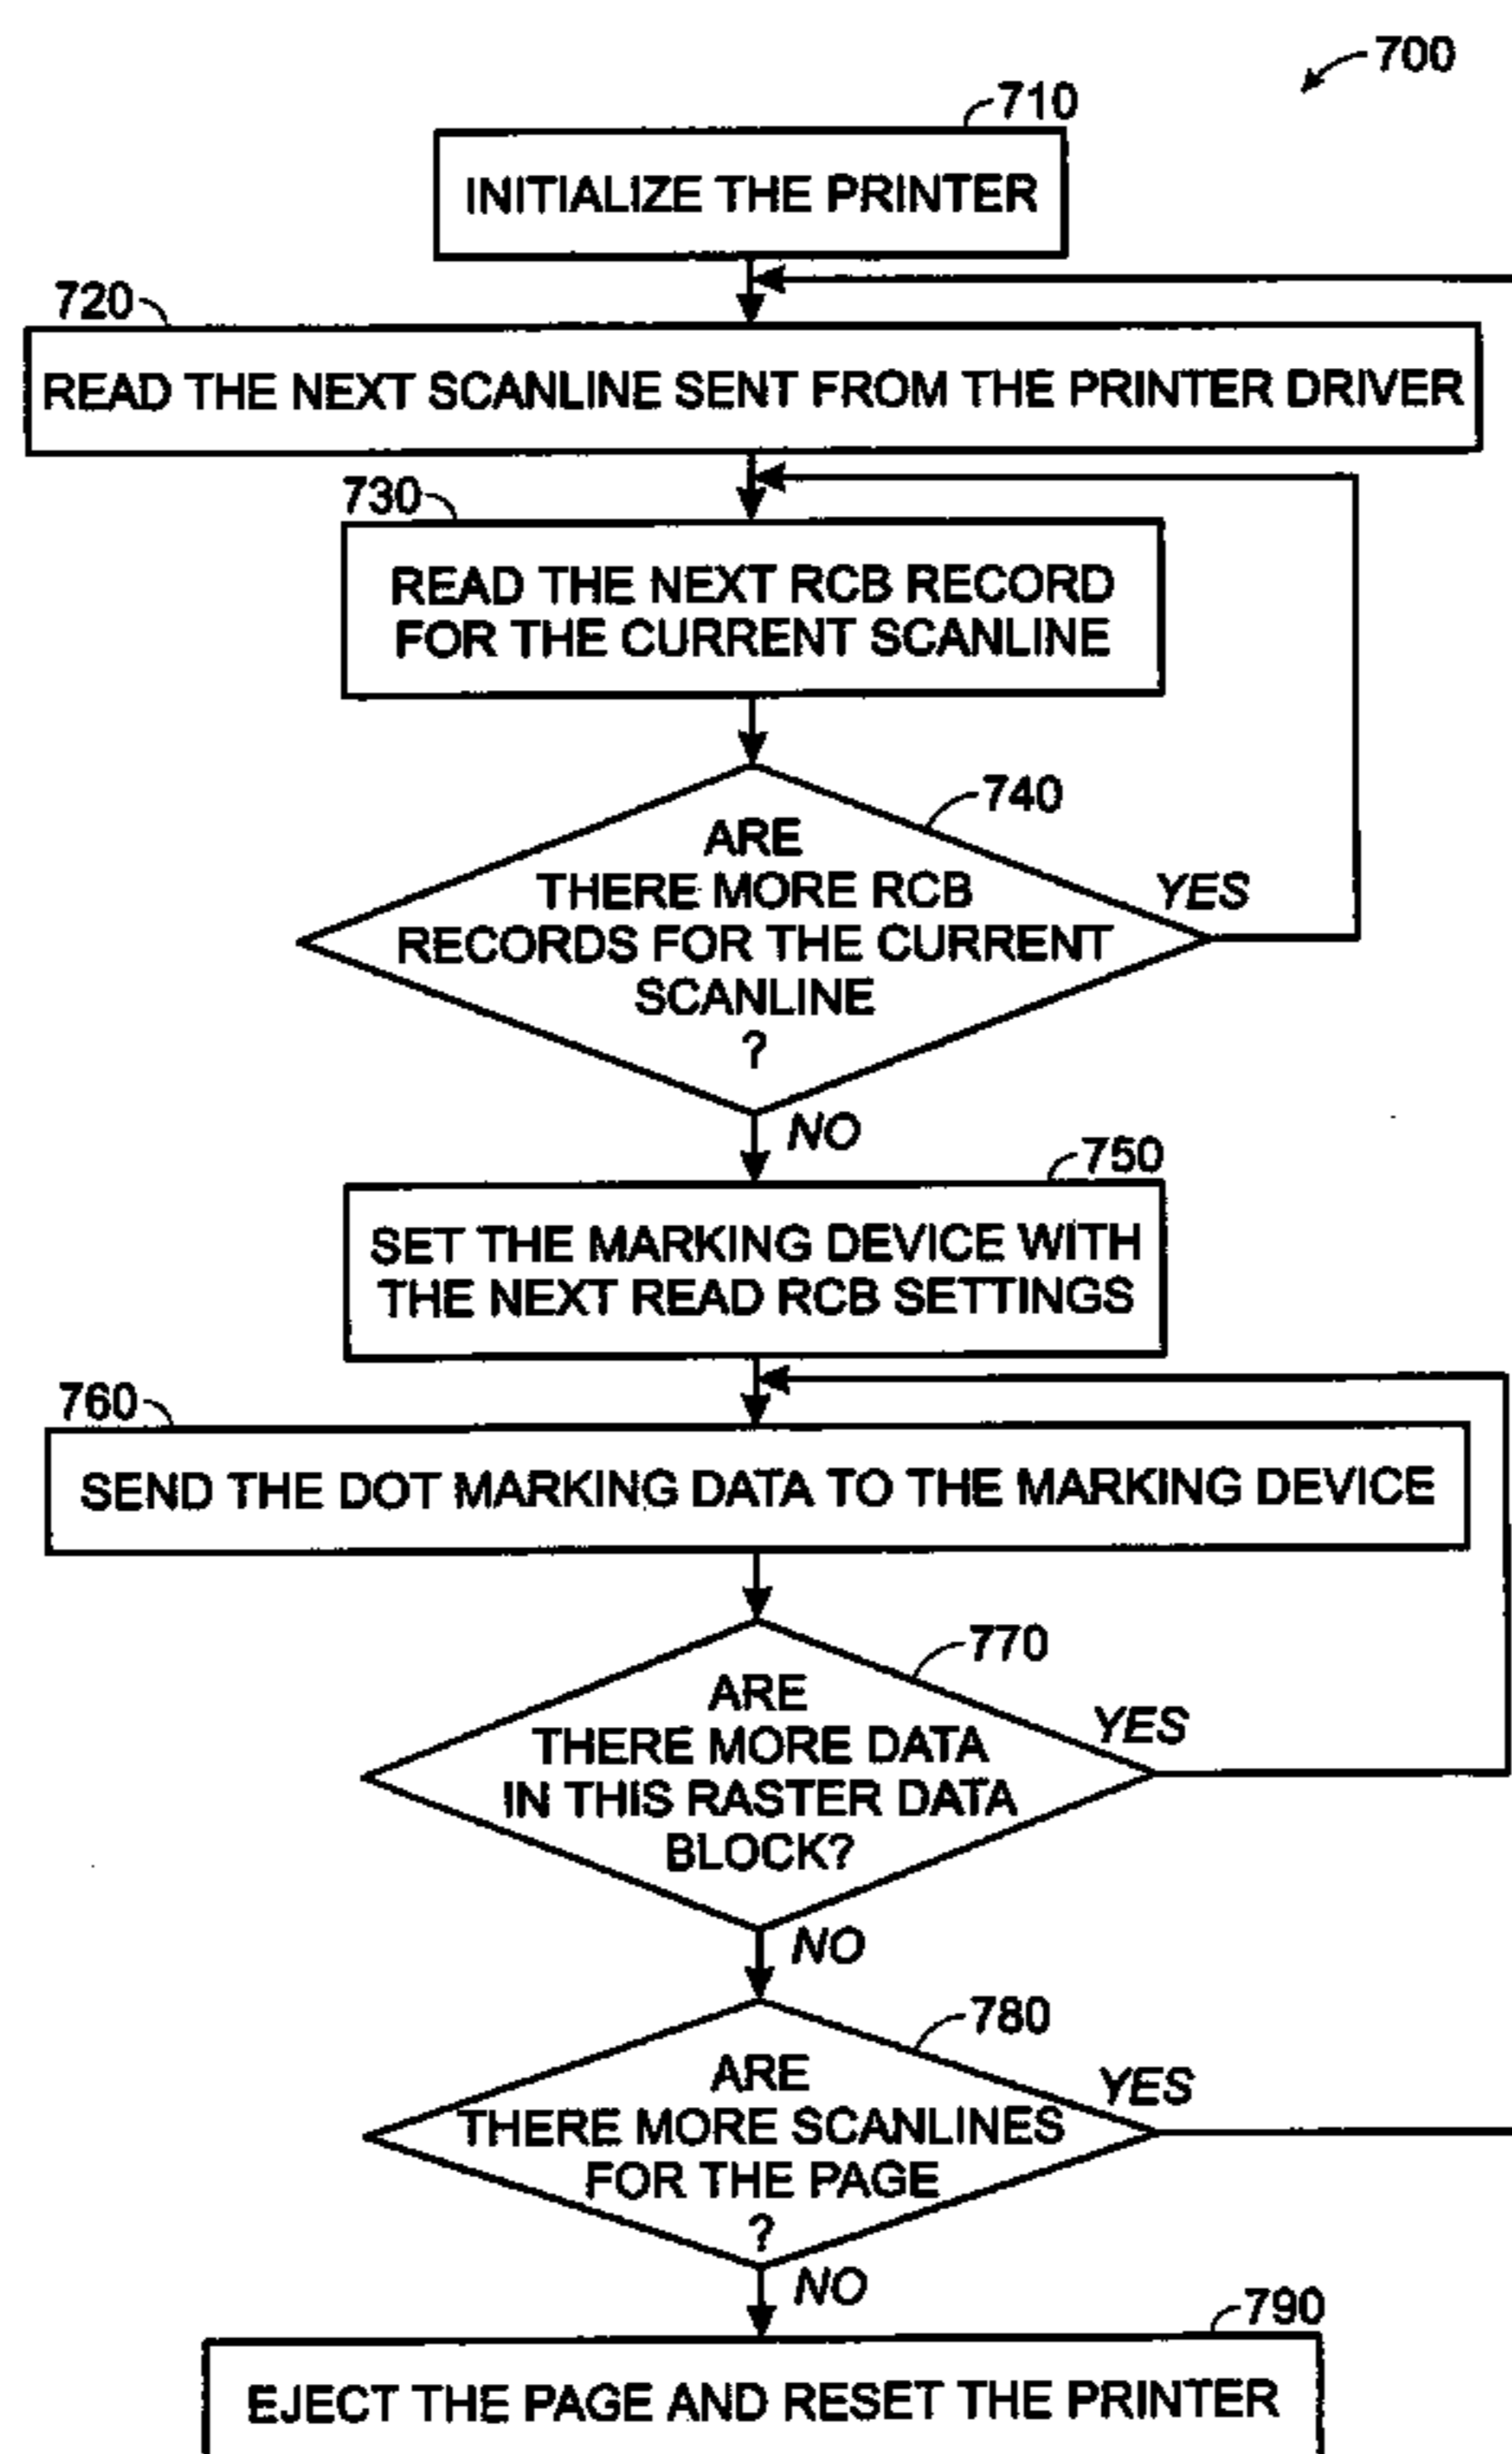 700
710
INITIALIZE THE PRINTER
720
READ THE NEXT SCANLINE SENT FROM THE PRINTER DRIVER
730
READ THE NEXT RCB RECORD
FOR THE CURRENT SCANLINE
740
ARE
THERE MORE RCB
RECORDS FOR THE CURRENT
SCANLINE
?
YES
NO
750
SET THE MARKING DEVICE WITH
THE NEXT READ RCB SETTINGS
760
SEND THE DOT MARKING DATA TO THE MARKING DEVICE
770
ARE
THERE MORE DATA
IN THIS RASTER DATA
BLOCK?
YES
NO
780
ARE
THERE MORE SCANLINES
FOR THE PAGE
?
YES
NO
790
EJECT THE PAGE AND RESET THE PRINTER